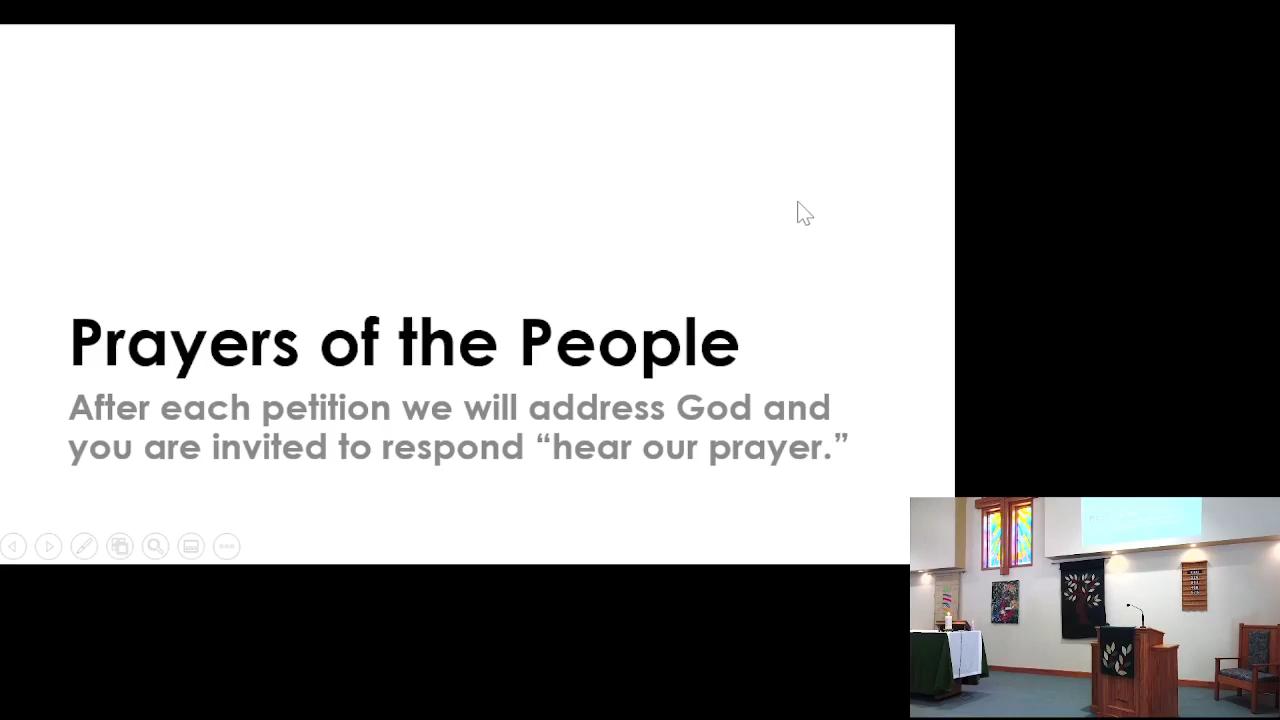 Prayers of the People
After each petition we will address God and
you are invited to respond “hear our prayer.”